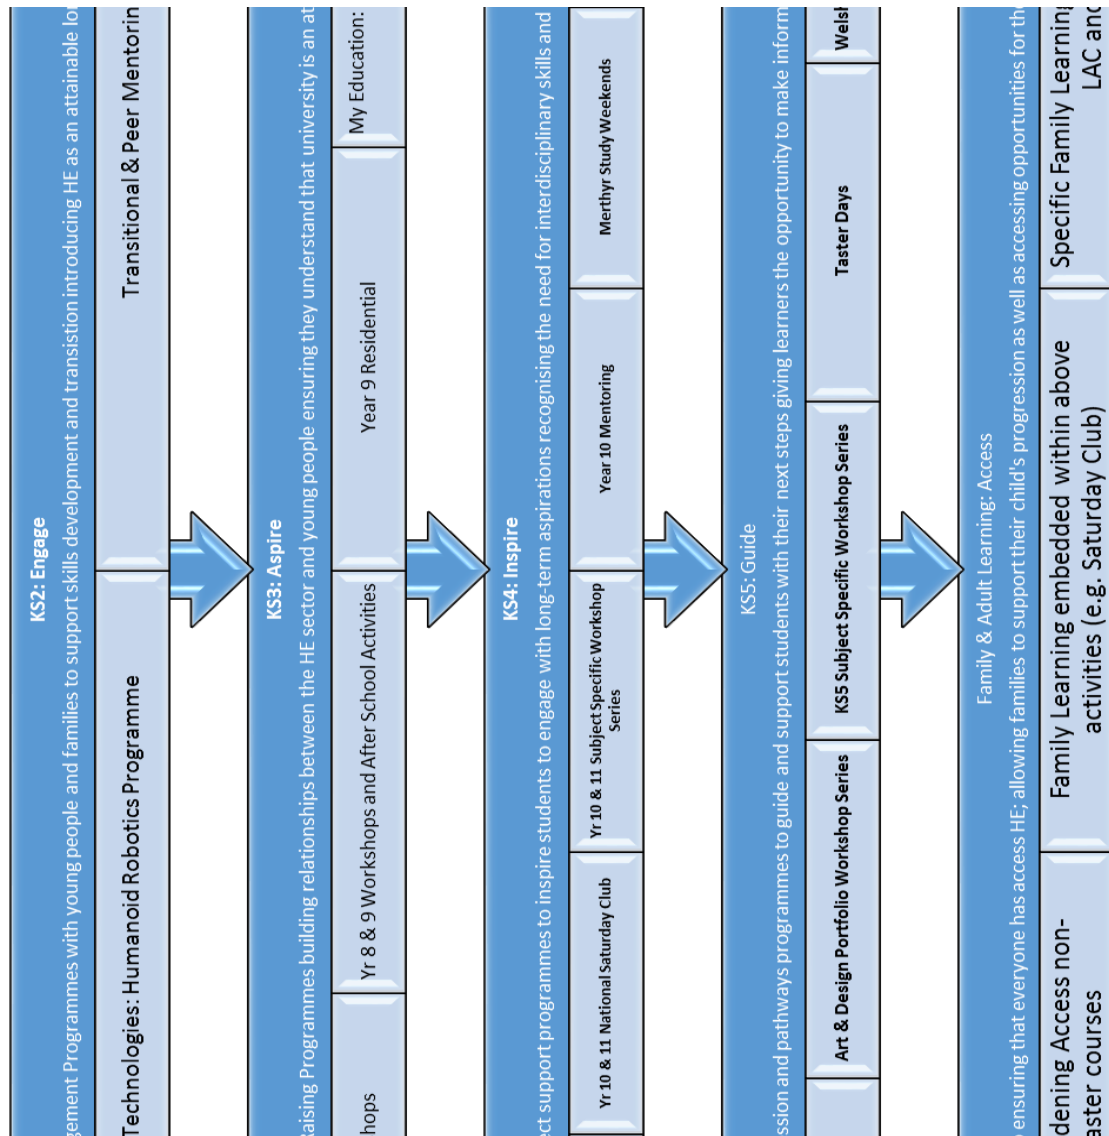 KS2: Engage
gement Programmes with young people and families to support skills development and transistion introducing HE as an attainable lo
Technologies: Humanoid Robotics Programme
Transitional & Peer Mentorin
KS3: Aspire
Raising Programmes building relationships between the HE sector and young people ensuring they understand that university is an at
hops
Yr 8 & 9 Workshops and After School Activities
Year 9 Residential
My Education:
KS4: Inspire
ect support programmes to inspire students to engage with long-term aspirations recognising the need for interdisciplinary skills and
Yr 10 & 11 National Saturday Club
Yr 10 & 11 Subject Specific Workshop
Series
Year 10 Mentoring
Merthyr Study Weekends
KS5: Guide
ssion and pathways programmes to guide and support students with their next steps giving learners the opportunity to make inform
Art & Design Portfolio Workshop Series
KS5 Subject Specific Workshop Series
Taster Days
Welsh
Family & Adult Learning: Access
ensuring that everyone has access HE; allowing families to support their child's progression as well as accessing opportunities for the
dening Access non-
aster courses
Family Learning embedded within above
activities (e.g. Saturday Club)
Specific Family Learning
LAC and